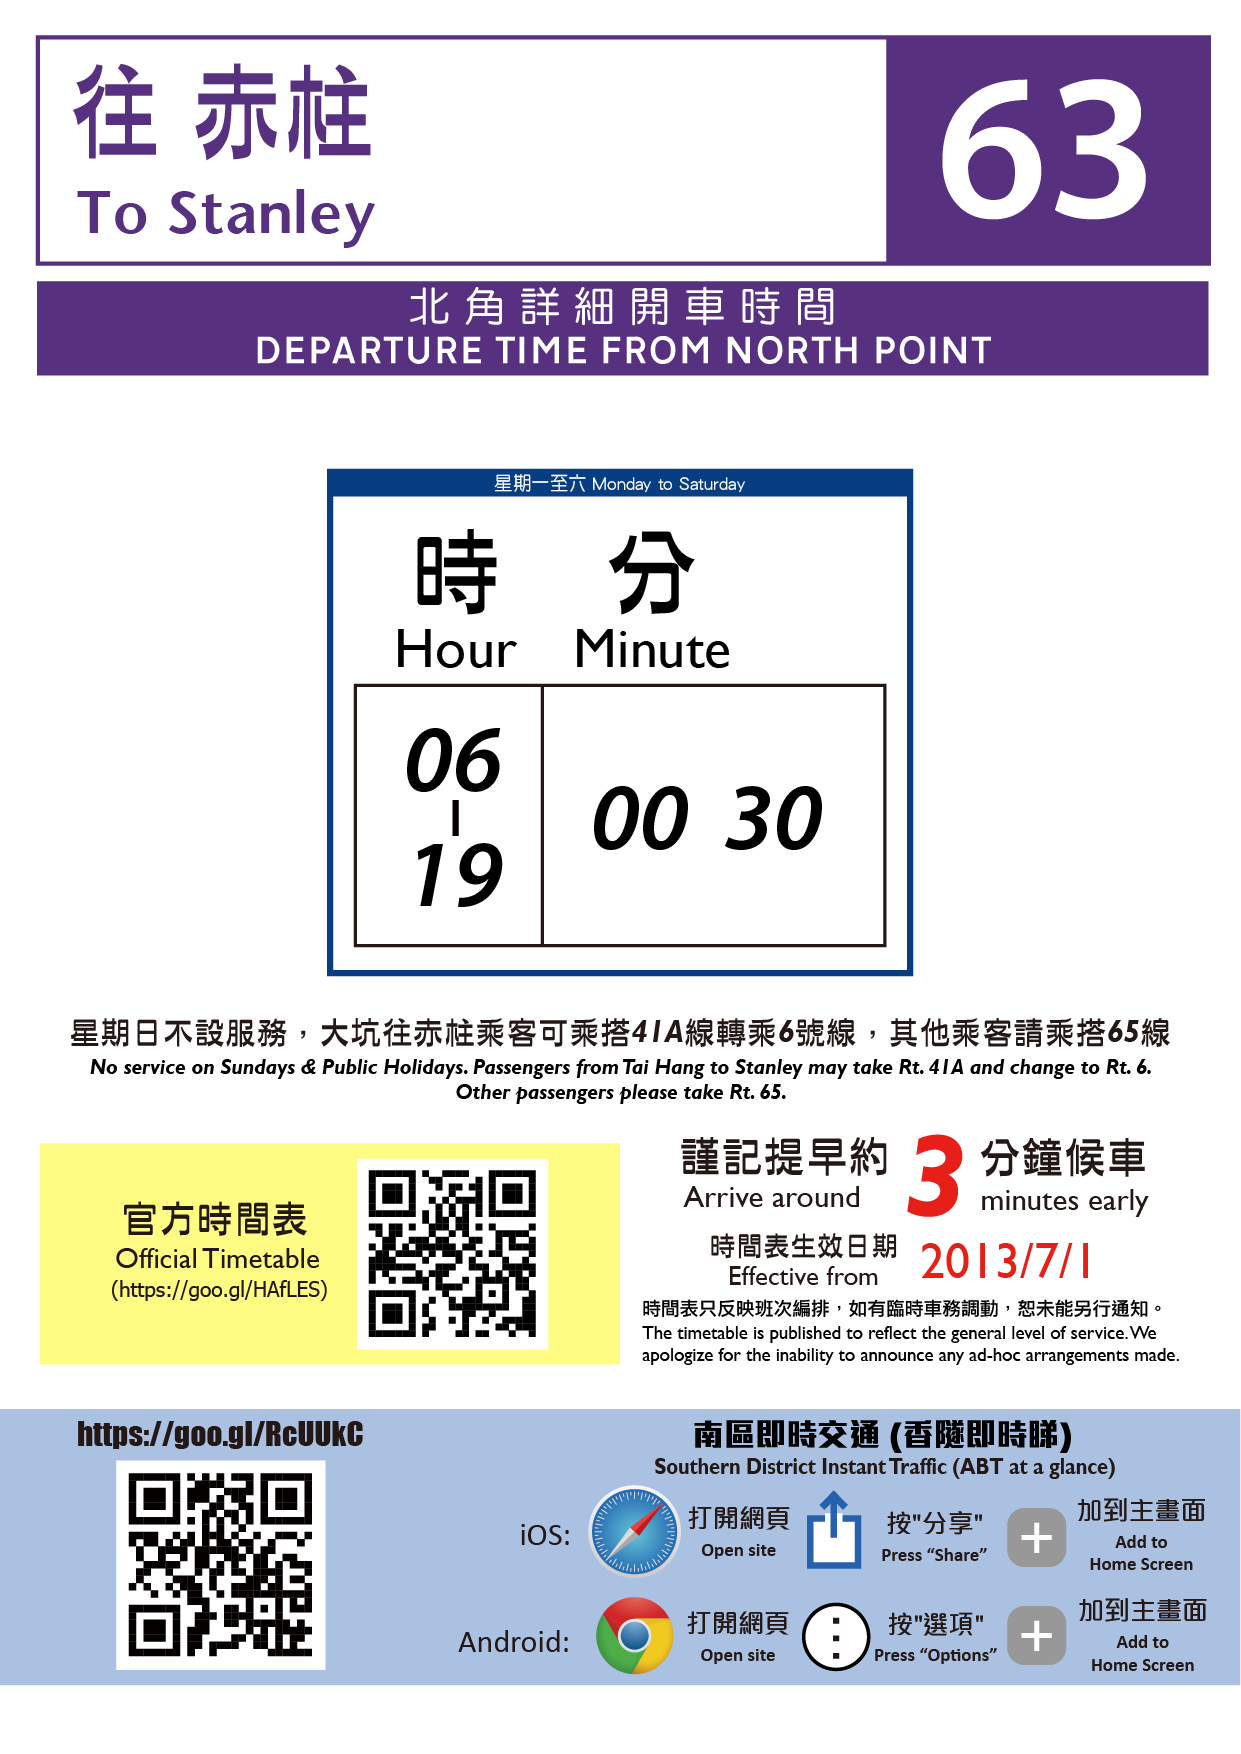 往 赤柱
To Stanley
63
北角詳細開車時間
DEPARTURE TIME FROM NORTH POINT
星期一至六 Monday to Saturday
時 分
Hour Minute
06
|
19
00 30
星期日不設服務，大坑往赤柱乘客可乘搭41A線轉乘6號線，其他乘客請乘搭65線
No service on Sundays & Public Holidays. Passengers from Tai Hang to Stanley may take Rt. 41A and change to Rt. 6.
Other passengers please take Rt. 65.
官方時間表
Official Timetable
(https://goo.gl/HAfLES)
謹記提早約 3 分鐘候車
Arrive around minutes early
時間表生效日期
Effective from
2013/7/1
時間表只反映班次編排，如有臨時車務調動，恕未能另行通知。
The timetable is published to reflect the general level of service. We
apologize for the inability to announce any ad-hoc arrangements made.
https://goo.gl/RcUUkC
南區即時交通 (香隧即時睇)
Southern District Instant Traffic (ABT at a glance)
iOS:
打開網頁
Open site
按"分享"
Press “Share”
加到主畫面
Add to
Home Screen
Android:
打開網頁
Open site
按"選項"
Press “Options”
加到主畫面
Add to
Home Screen